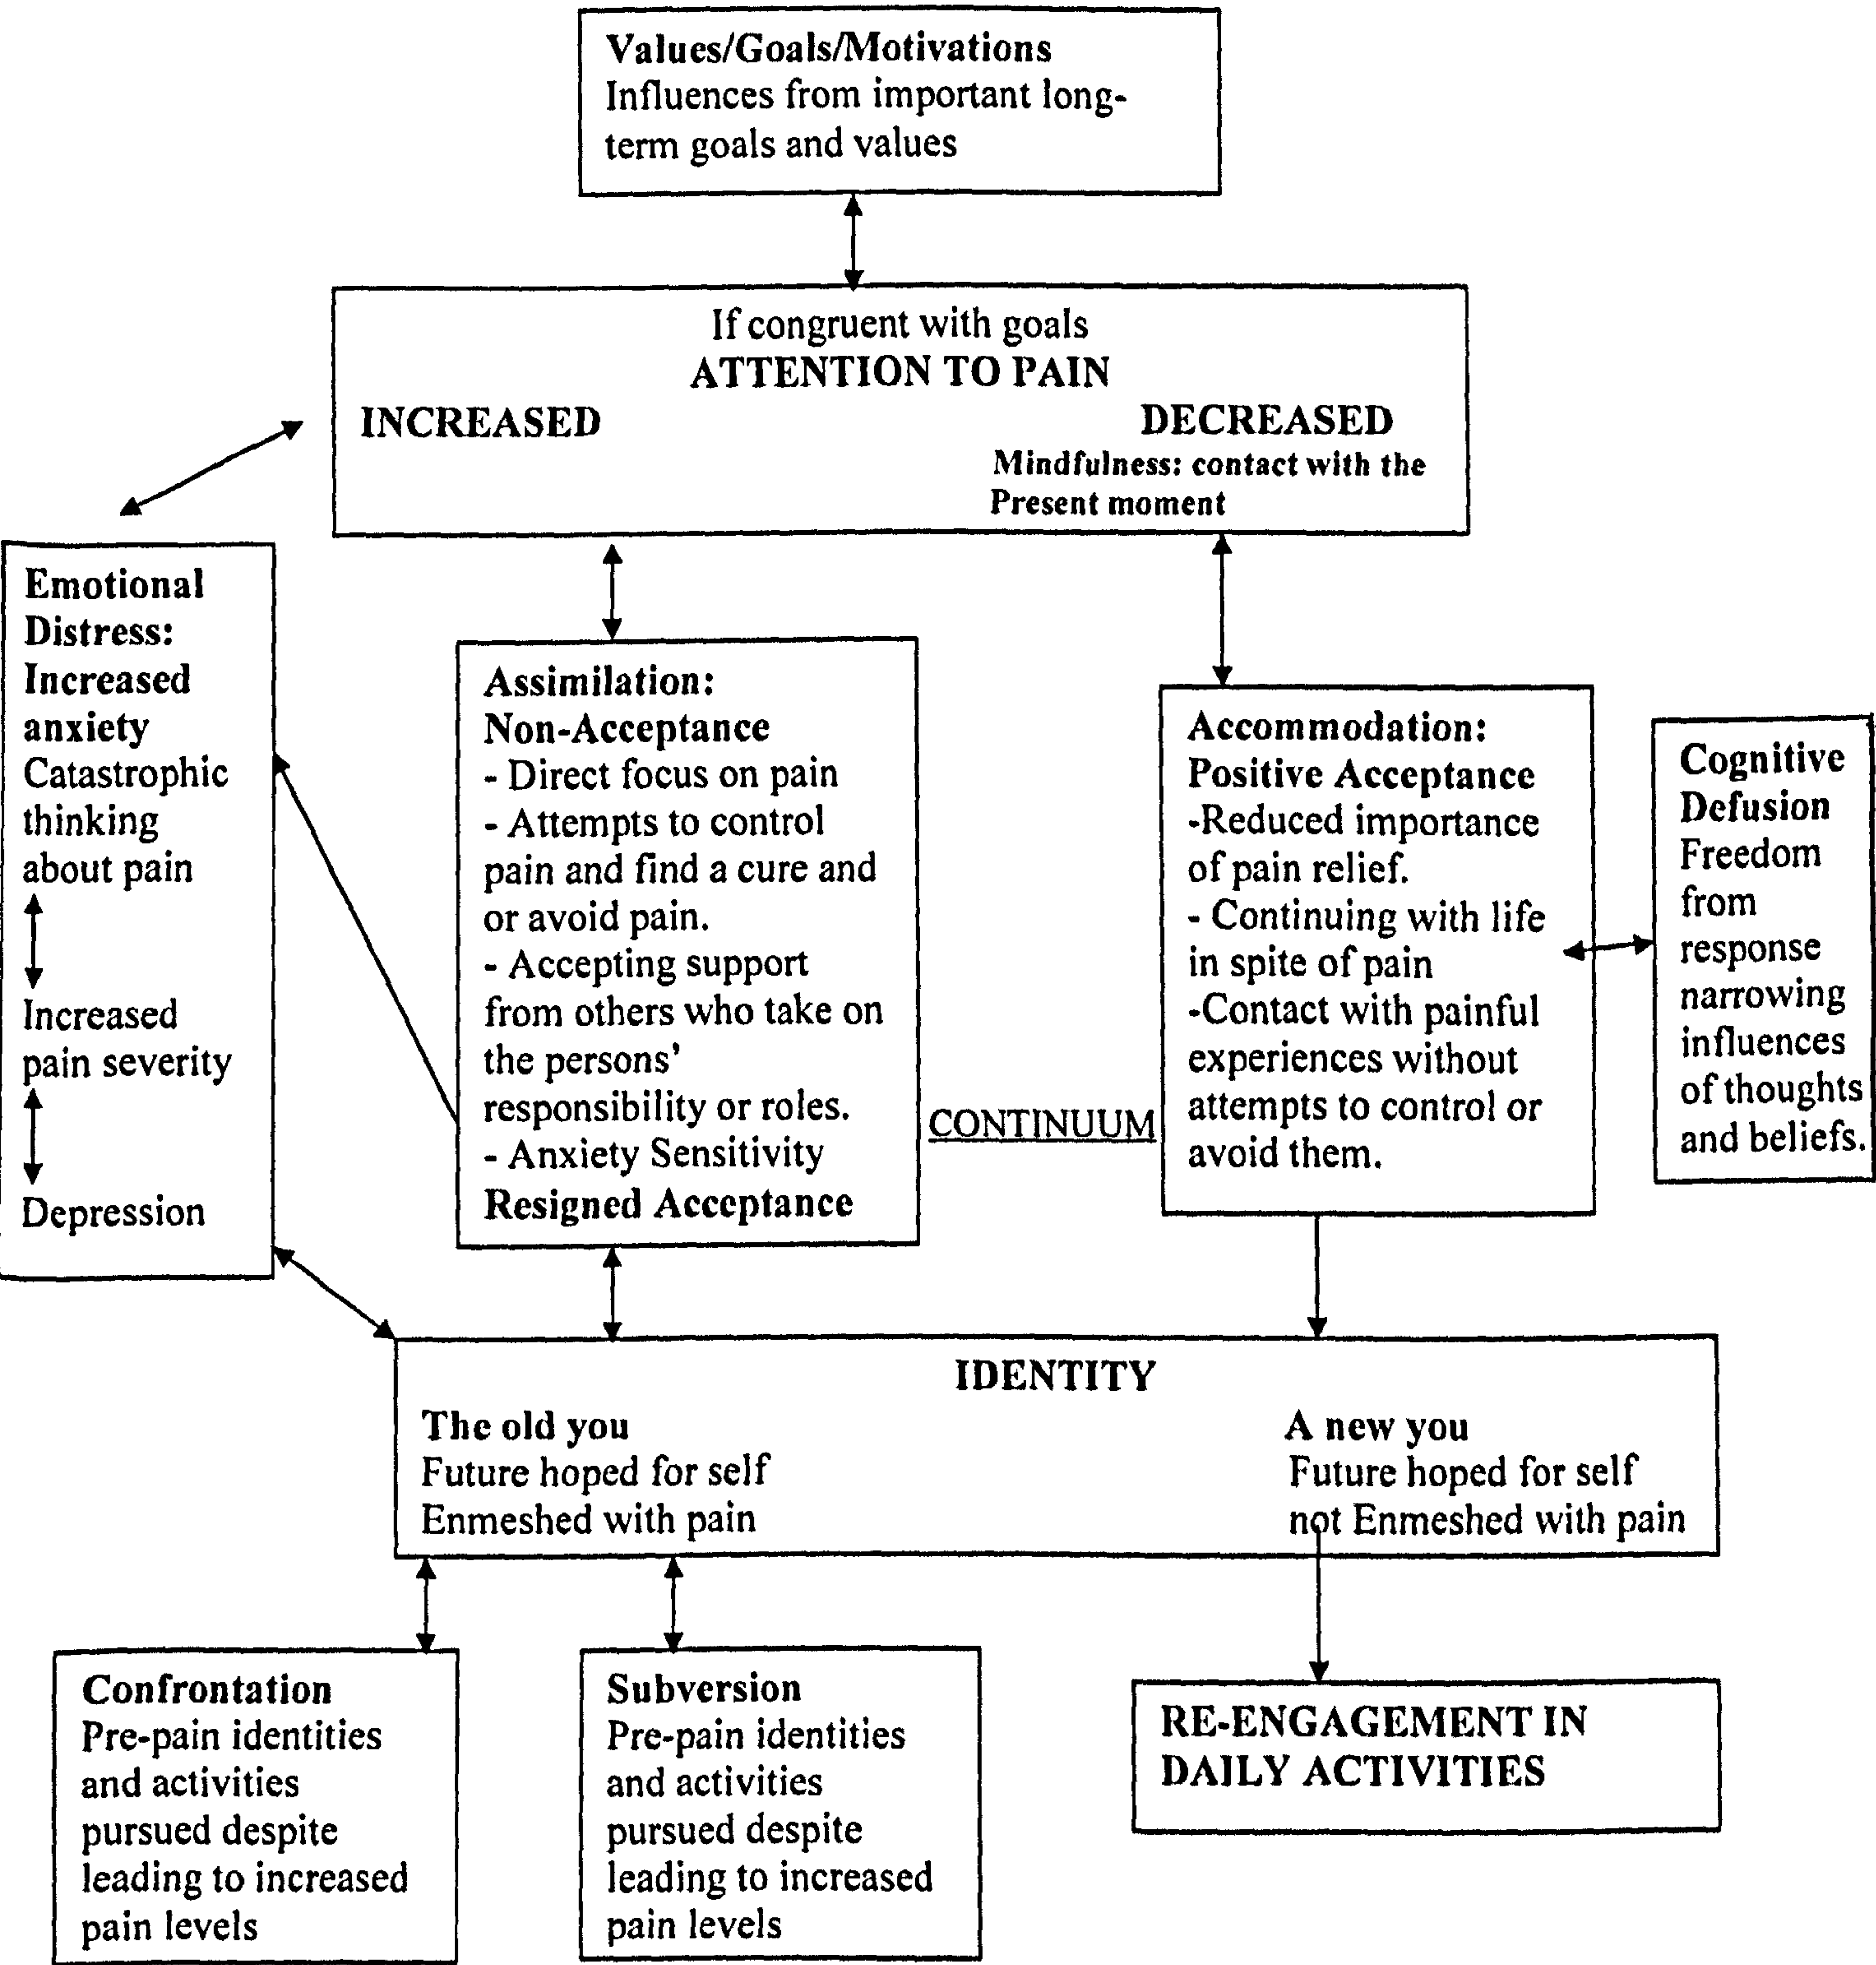 Values/Goals/Motivations
Influences from important long-
term goals and values
If congruent with goals
ATTENTION TO PAIN
INCREASED
DECREASED
Mindfulness: contact with the
Present moment
Emotional
Distress:
Increased
anxiety
Catastrophic
thinking
about pain
Increased
pain severity
Depression
Assimilation:
Non-Acceptance
- Direct focus on pain
- Attempts to control
pain and find a cure and
or avoid pain.
- Accepting support
from others who take on
the persons'
responsibility or roles.
- Anxiety Sensitivity
Resigned Acceptance
CONTINUUM
Accommodation:
Positive Acceptance
-Reduced importance
of pain relief.
- Continuing with life
in spite of pain
-Contact with painful
experiences without
attempts to control or
avoid them.
Cognitive
Defusion
Freedom
from
response
narrowing
influences
of thoughts
and beliefs.
IDENTITY
The old you
Future hoped for self
Enmeshed with pain
A new you
Future hoped for self
not Enmeshed with pain
Confrontation
Pre-pain identities
and activities
pursued despite
leading to increased
pain levels
Subversion
Pre-pain identities
and activities
pursued despite
leading to increased
pain levels
RE-ENGAGEMENT IN
DAILY ACTIVITIES